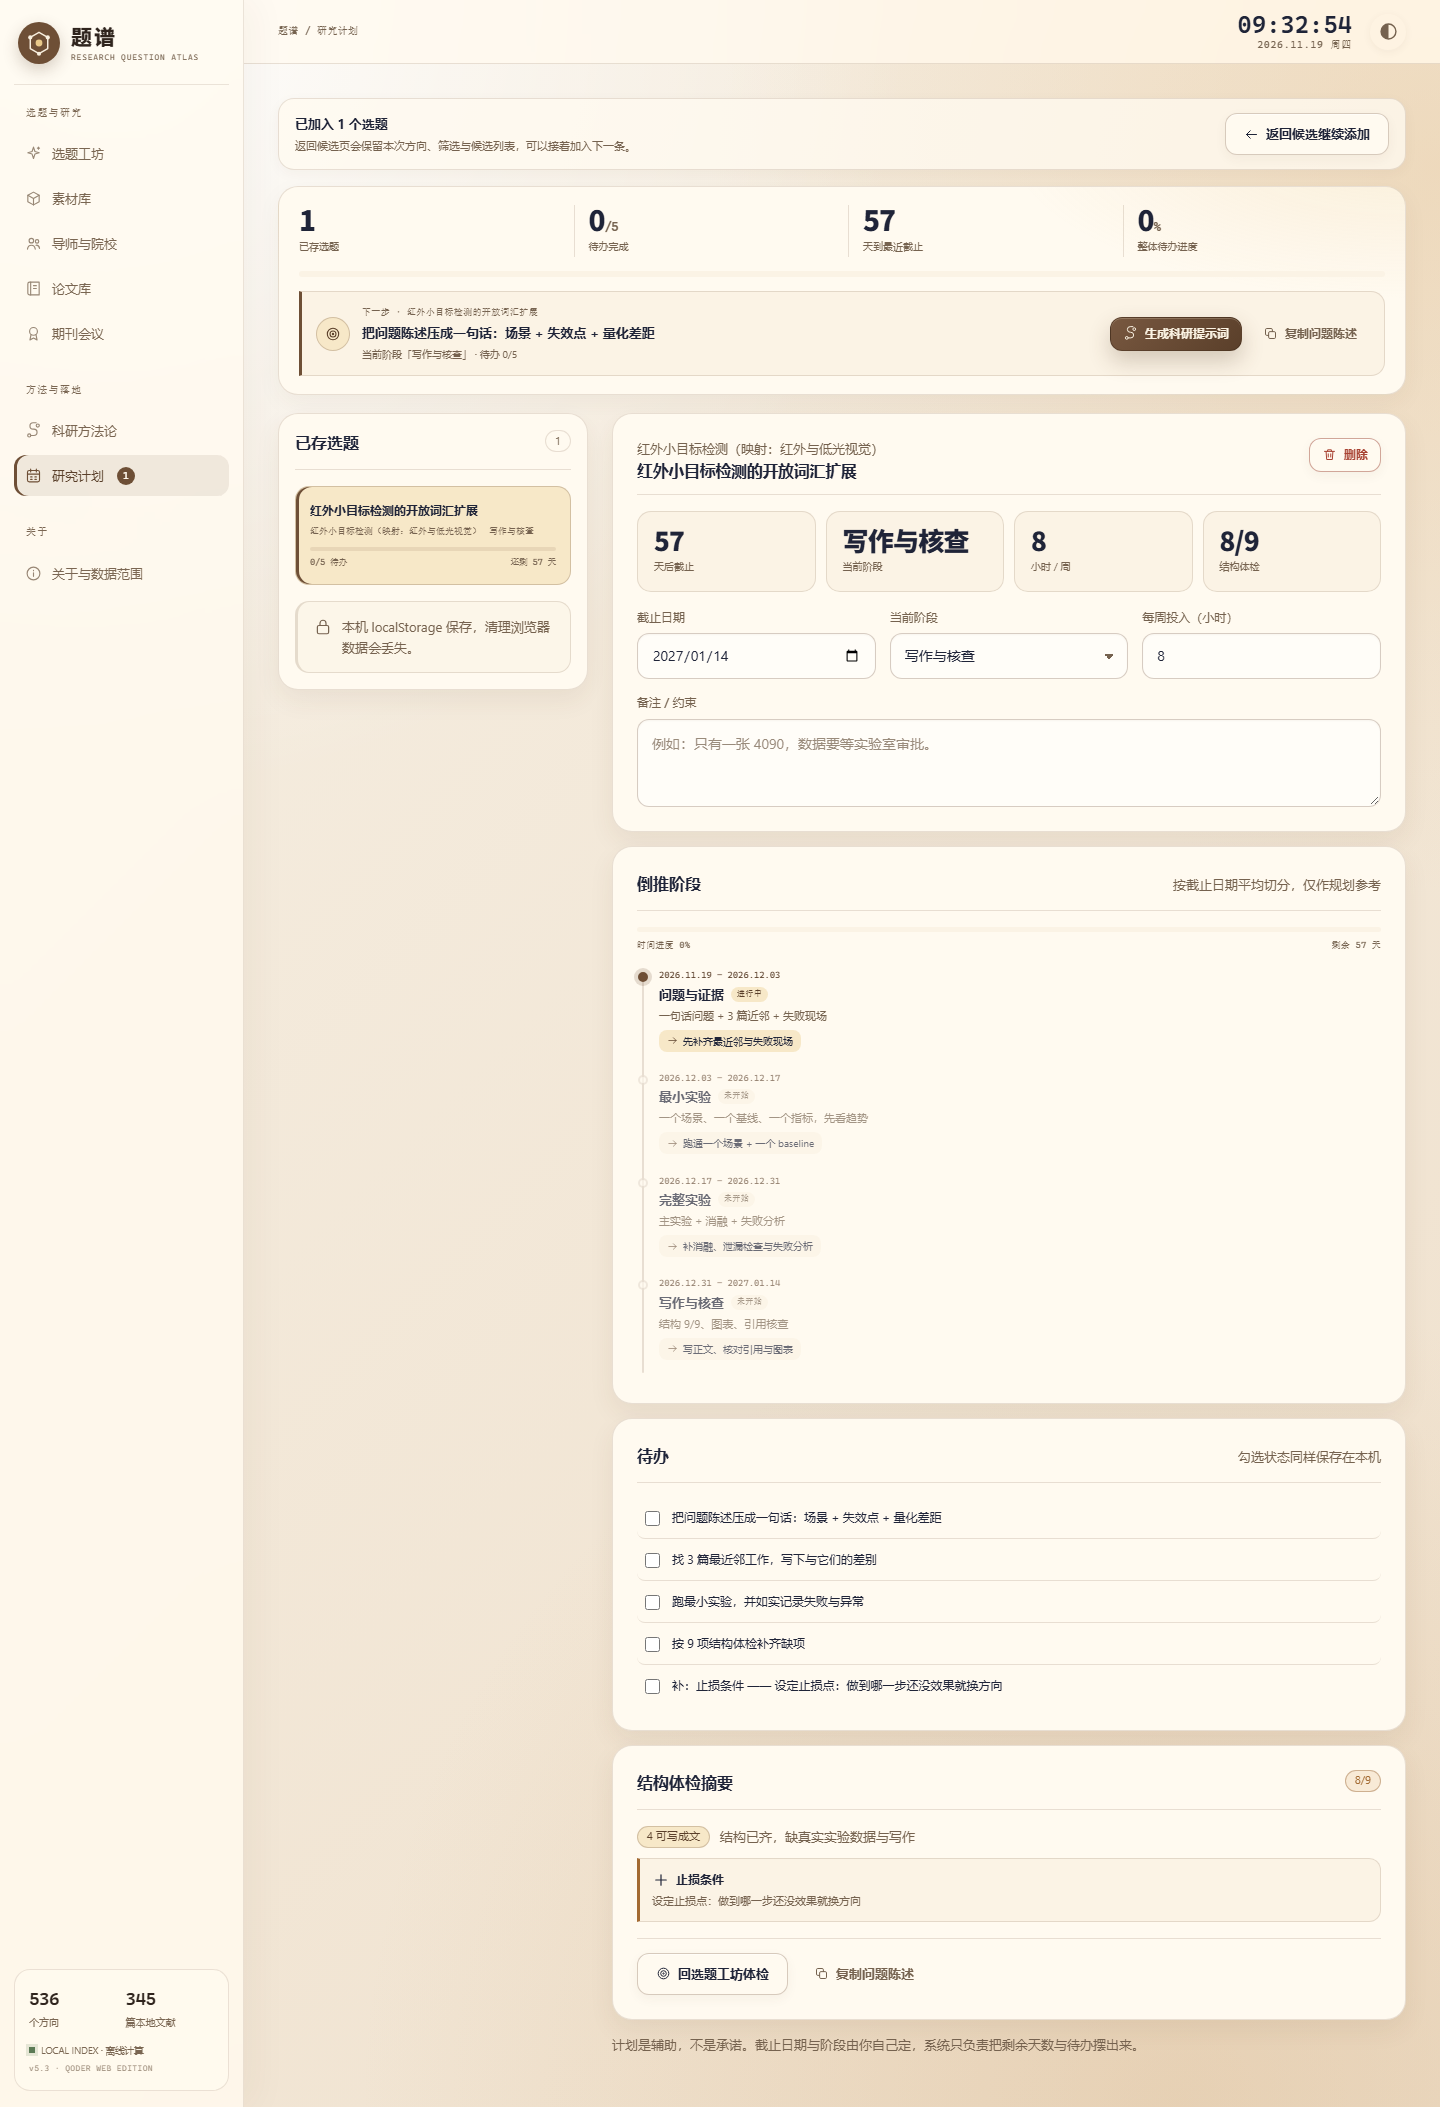 题谱
RESEARCH QUESTION ATLAS
选题与研究
选题工坊
素材库
导师与院校
论文库
期刊会议
方法与落地
科研方法论
研究计划 1
关于
关于与数据范围
536
个方向
345
篇本地文献
LOCAL INDEX · 离线计算
v5.3 · QODER WEB EDITION
题谱 / 研究计划
09:32:54
2026.11.19 周四
已加入 1 个选题
返回候选页会保留本次方向、筛选与候选列表，可以接着加入下一条。
返回候选继续添加
1
已存选题
0/5
待办完成
57
天到最近截止
0%
整体待办进度
下一步 · 红外小目标检测的开放词汇扩展
把问题陈述压成一句话：场景 + 失效点 + 量化差距
当前阶段「写作与核查」 · 待办 0/5
生成科研提示词
复制问题陈述
已存选题
1
红外小目标检测的开放词汇扩展
红外小目标检测（映射：红外与低光视觉） 写作与核查
0/5 待办
还剩 57 天
本机 localStorage 保存，清理浏览器
数据会丢失。
红外小目标检测（映射：红外与低光视觉）
红外小目标检测的开放词汇扩展
删除
57
天后截止
写作与核查
当前阶段
8
小时 / 周
8/9
结构体检
截止日期
2027/01/14
当前阶段
写作与核查
每周投入（小时）
8
备注 / 约束
例如：只有一张 4090，数据要等实验室审批。
倒推阶段
按截止日期平均切分，仅作规划参考
时间进度 0%
剩余 57 天
2026.11.19 – 2026.12.03
问题与证据 进行中
一句话问题 + 3 篇近邻 + 失败现场
→ 先补齐最近邻与失败现场
2026.12.03 – 2026.12.17
最小实验 未开始
一个场景、一个基线、一个指标，先看趋势
→ 跑通一个场景 + 一个 baseline
2026.12.17 – 2026.12.31
完整实验 未开始
主实验 + 消融 + 失败分析
→ 补消融、泄漏检查与失败分析
2026.12.31 – 2027.01.14
写作与核查 未开始
结构 9/9、图表、引用核查
→ 写正文、核对引用与图表
待办
勾选状态同样保存在本机
把问题陈述压成一句话：场景 + 失效点 + 量化差距
找 3 篇最近邻工作，写下与它们的差别
跑最小实验，并如实记录失败与异常
按 9 项结构体检补齐缺项
补：止损条件 —— 设定止损点：做到哪一步还没效果就换方向
结构体检摘要
8/9
4 可写成文 结构已齐，缺真实实验数据与写作
止损条件
设定止损点：做到哪一步还没效果就换方向
回选题工坊体检
复制问题陈述
计划是辅助，不是承诺。截止日期与阶段由你自己定，系统只负责把剩余天数与待办摆出来。